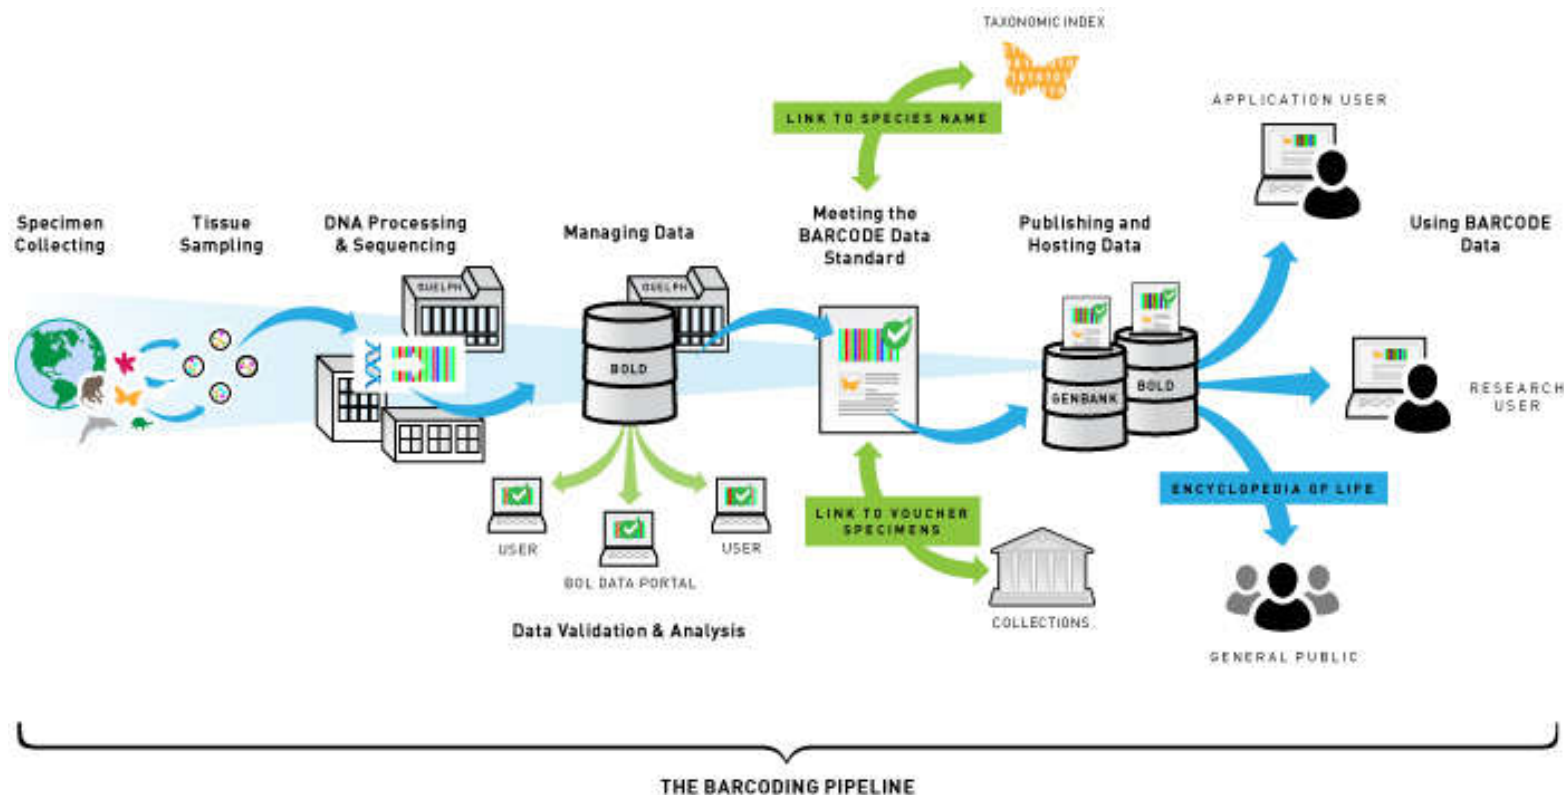 TAXONOMIC INDEX
LINK TO SPECIES NAME
APPLICATION USER
Specimen
Collecting
Tissue
Sampling
DNA Processing
& Sequencing
Managing Data
Meeting the
BARCODE Data
Standard
Publishing and
Hosting Data
Using BARCODE
Data
GUELPH
GUELPH
BOLD
GENBANK
BOLD
RESEARCH
USER
ENCYCLOPEDIA OF LIFE
LINK TO VOUCHER
SPECIMENS
USER
BOL DATA PORTAL
USER
Data Validation & Analysis
COLLECTIONS
GENERAL PUBLIC
THE BARCODING PIPELINE